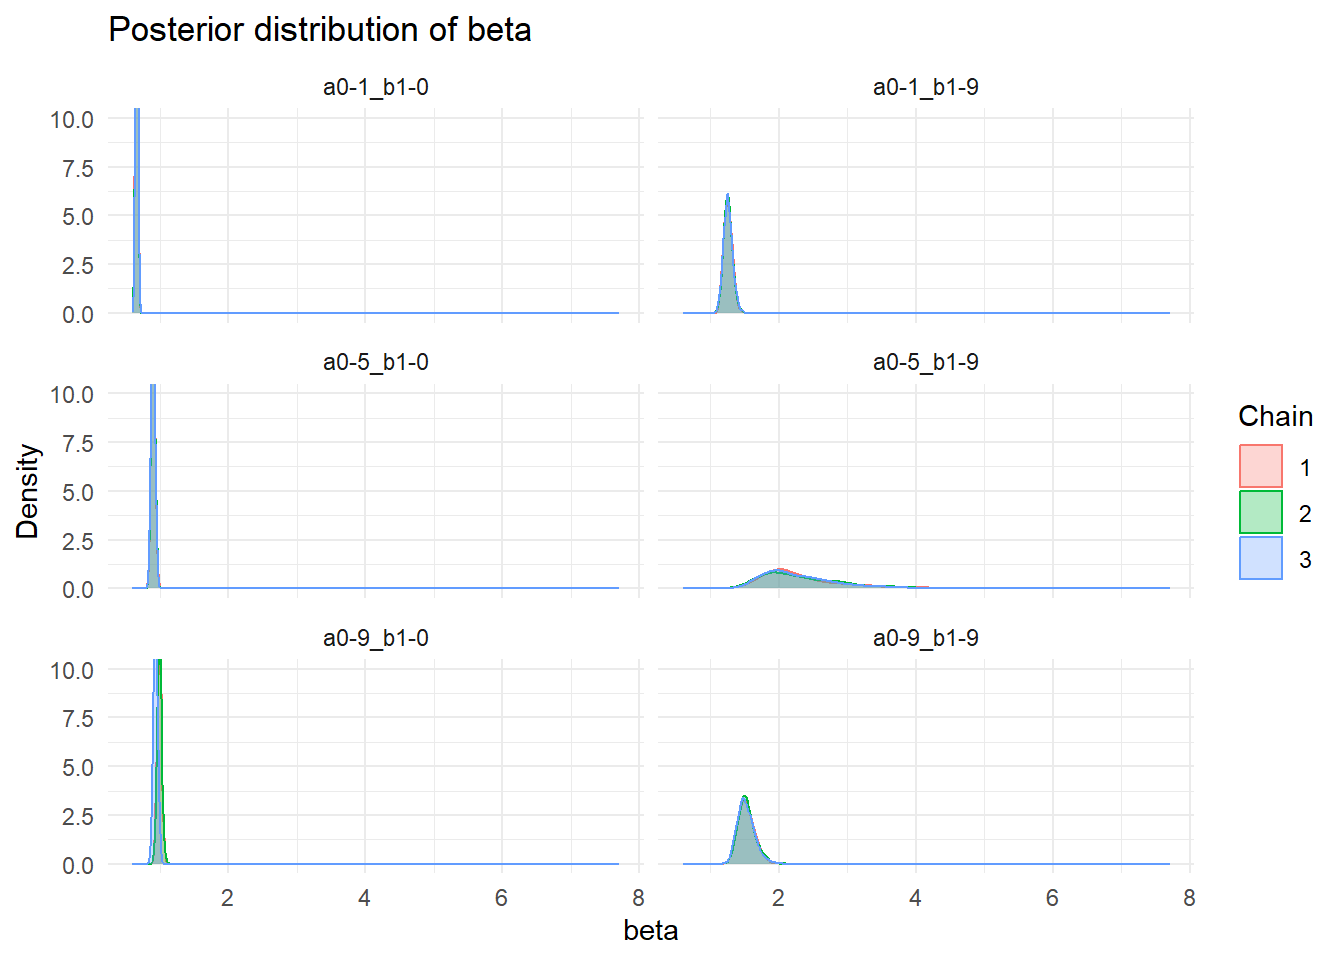 Posterior distribution of beta
a0-1_b1-0
a0-1_b1-9
10.0
7.5
5.0
2.5
0.0
a0-5_b1-0
a0-5_b1-9
10.0
7.5
5.0
2.5
0.0
Density
a0-9_b1-0
a0-9_b1-9
10.0
7.5
5.0
2.5
0.0
2 4 6 8
2 4 6 8
beta
Chain
1
2
3